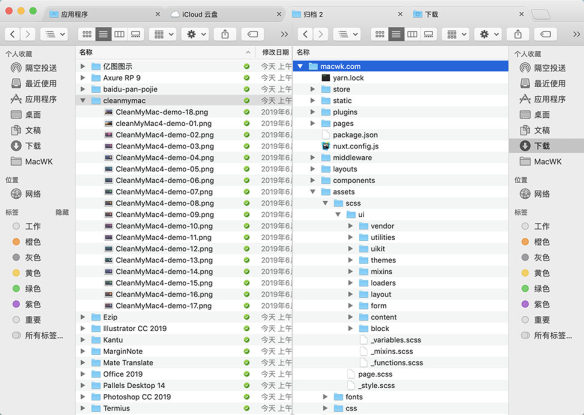 应用程序
iCloud 云盘
归档 2
下载
个人收藏
隔空投送
最近使用
应用程序
桌面
文稿
下载
MacWK
位置
网络
标签 隐藏
工作
橙色
灰色
黄色
绿色
紫色
重要
所有标签...
名称 修改日期
亿图图示 今天 上午
Axure RP 9 今天 上午
baidu-pan-pojie 今天 上午
cleanmymac 今天 上午
CleanMyMac-demo-18.png 2019年6
cleanMyMac4-demo-01.png 2019年6
CleanMyMac4-demo-02.png 2019年6
CleanMyMac4-demo-03.png 2019年6
CleanMyMac4-demo-04.png 2019年6
CleanMyMac4-demo-05.png 2019年6
CleanMyMac4-demo-06.png 2019年6
CleanMyMac4-demo-07.png 2019年6
CleanMyMac4-demo-08.png 2019年6
CleanMyMac4-demo-09.png 2019年6
CleanMyMac4-demo-10.png 2019年6
CleanMyMac4-demo-11.png 2019年6
CleanMyMac4-demo-12.png 2019年6
CleanMyMac4-demo-13.png 2019年6
CleanMyMac4-demo-14.png 2019年6
CleanMyMac4-demo-15.png 2019年6
CleanMyMac4-demo-16.png 2019年6
CleanMyMac4-demo-17.png 2019年6
Ezip 今天 上午
Illustrator CC 2019 今天 上午
Kantu 今天 上午
MarginNote 今天 上午
Mate Translate 今天 上午
Office 2019 今天 上午
Pallels Desktop 14 今天 上午
Photoshop CC 2019 今天 上午
Termius 今天 上午
名称
macwk.com
yarn.lock
store
static
plugins
pages
package.json
nuxt.config.js
middleware
layouts
components
assets
scss
ui
vendor
utilities
uikit
themes
mixins
loaders
layout
form
content
block
_variables.scss
_mixins.scss
_functions.scss
page.scss
_style.scss
fonts
css
个人收藏
隔空投送
最近使用
应用程序
桌面
文稿
下载
MacWK
位置
网络
标签
工作
橙色
灰色
黄色
绿色
紫色
重要
所有标签...